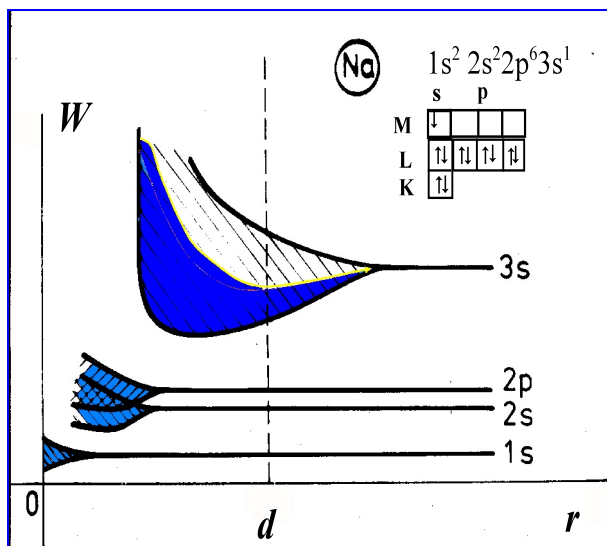 Na 1s² 2s²2p⁶3s¹
s p
W
M ↓
L ↑↓ ↑↓ ↑↓ ↑↓
K ↑↓
3s
2p
2s
1s
0 d r